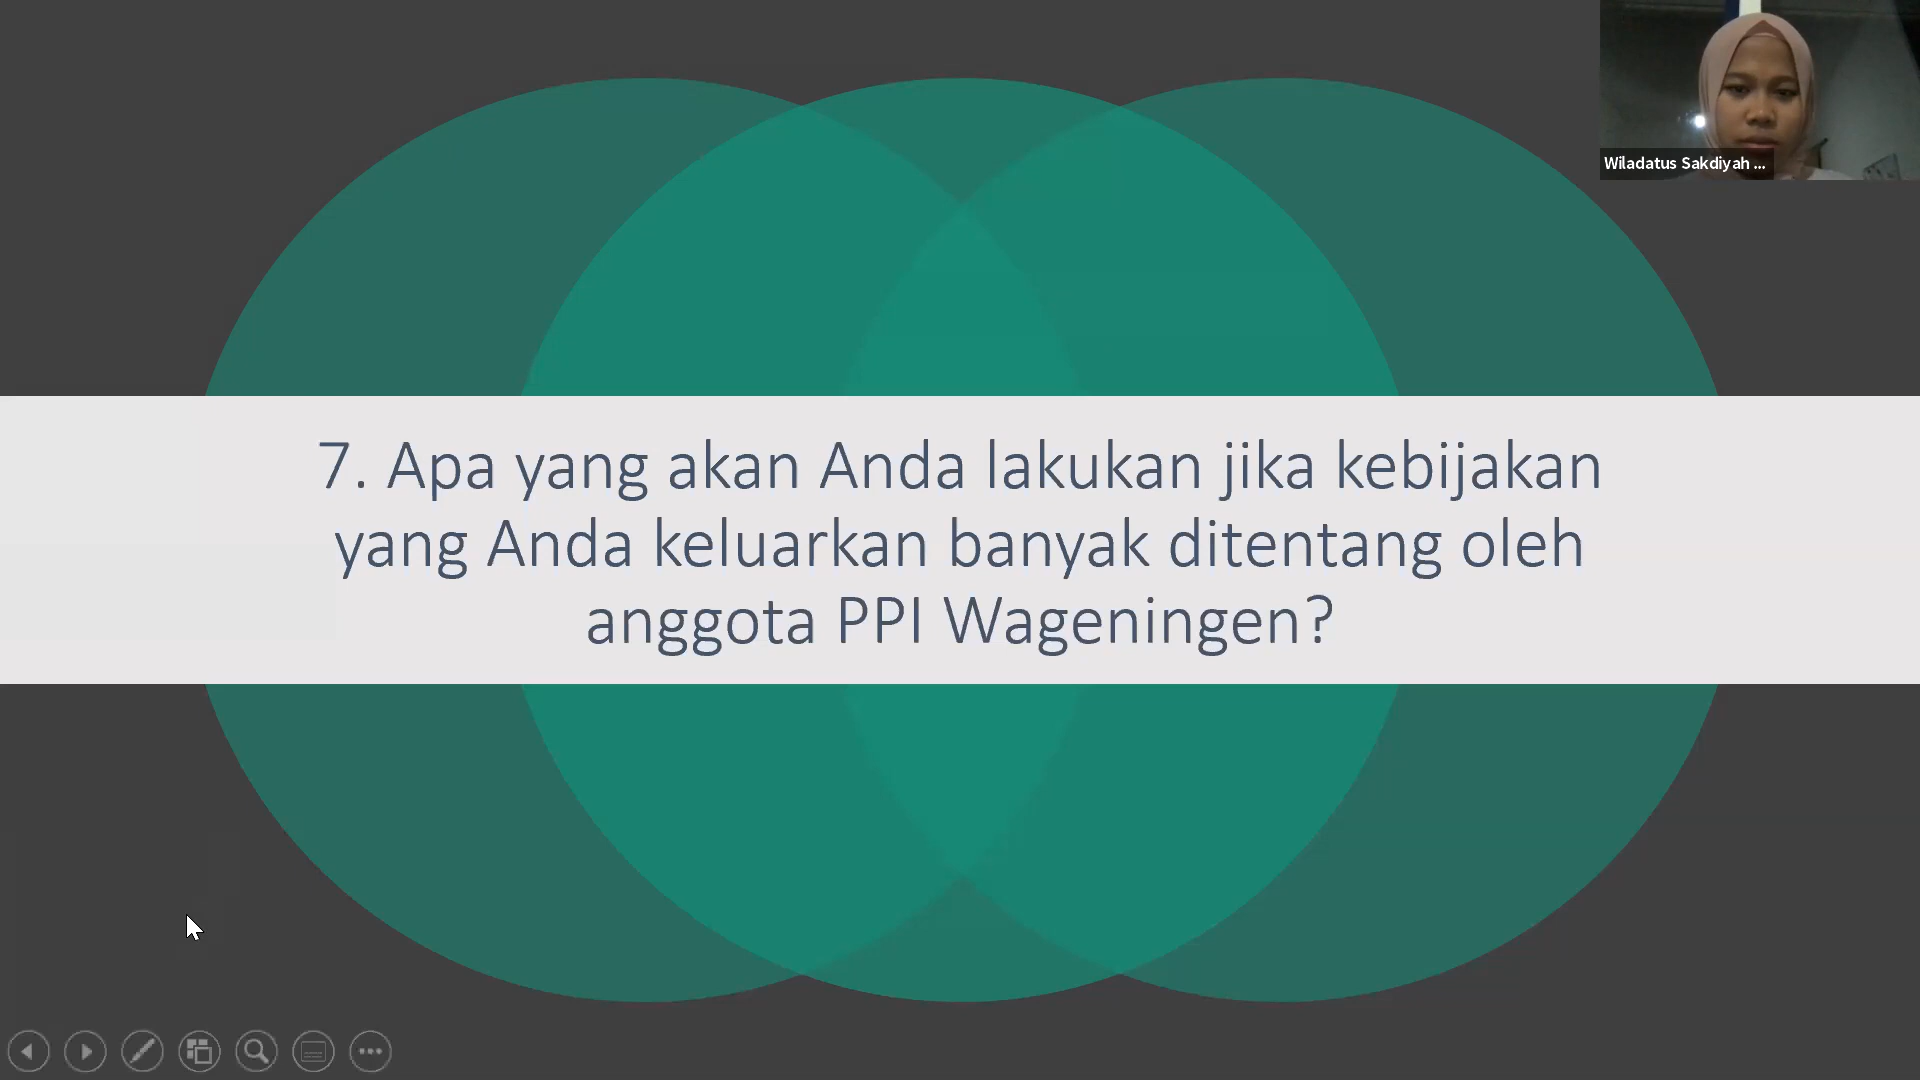 Wiladatus Sakdiyah ...
7. Apa yang akan Anda lakukan jika kebijakan
yang Anda keluarkan banyak ditentang oleh
anggota PPI Wageningen?